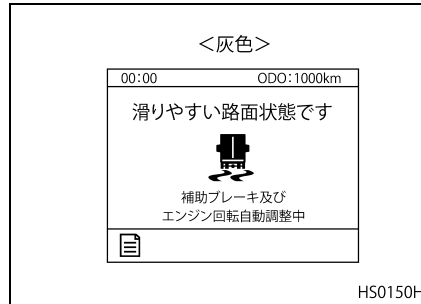 ＜灰色＞
00:00 ODO:1000km
滑りやすい路面状態です
補助ブレーキ及び
エンジン回転自動調整中
HS0150H